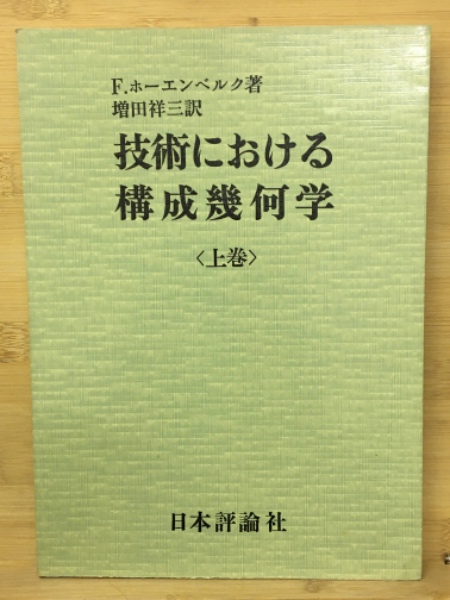 F.ホーエンベルク著
増田祥三訳
技術における
構成幾何学
〈上巻〉
日本評論社